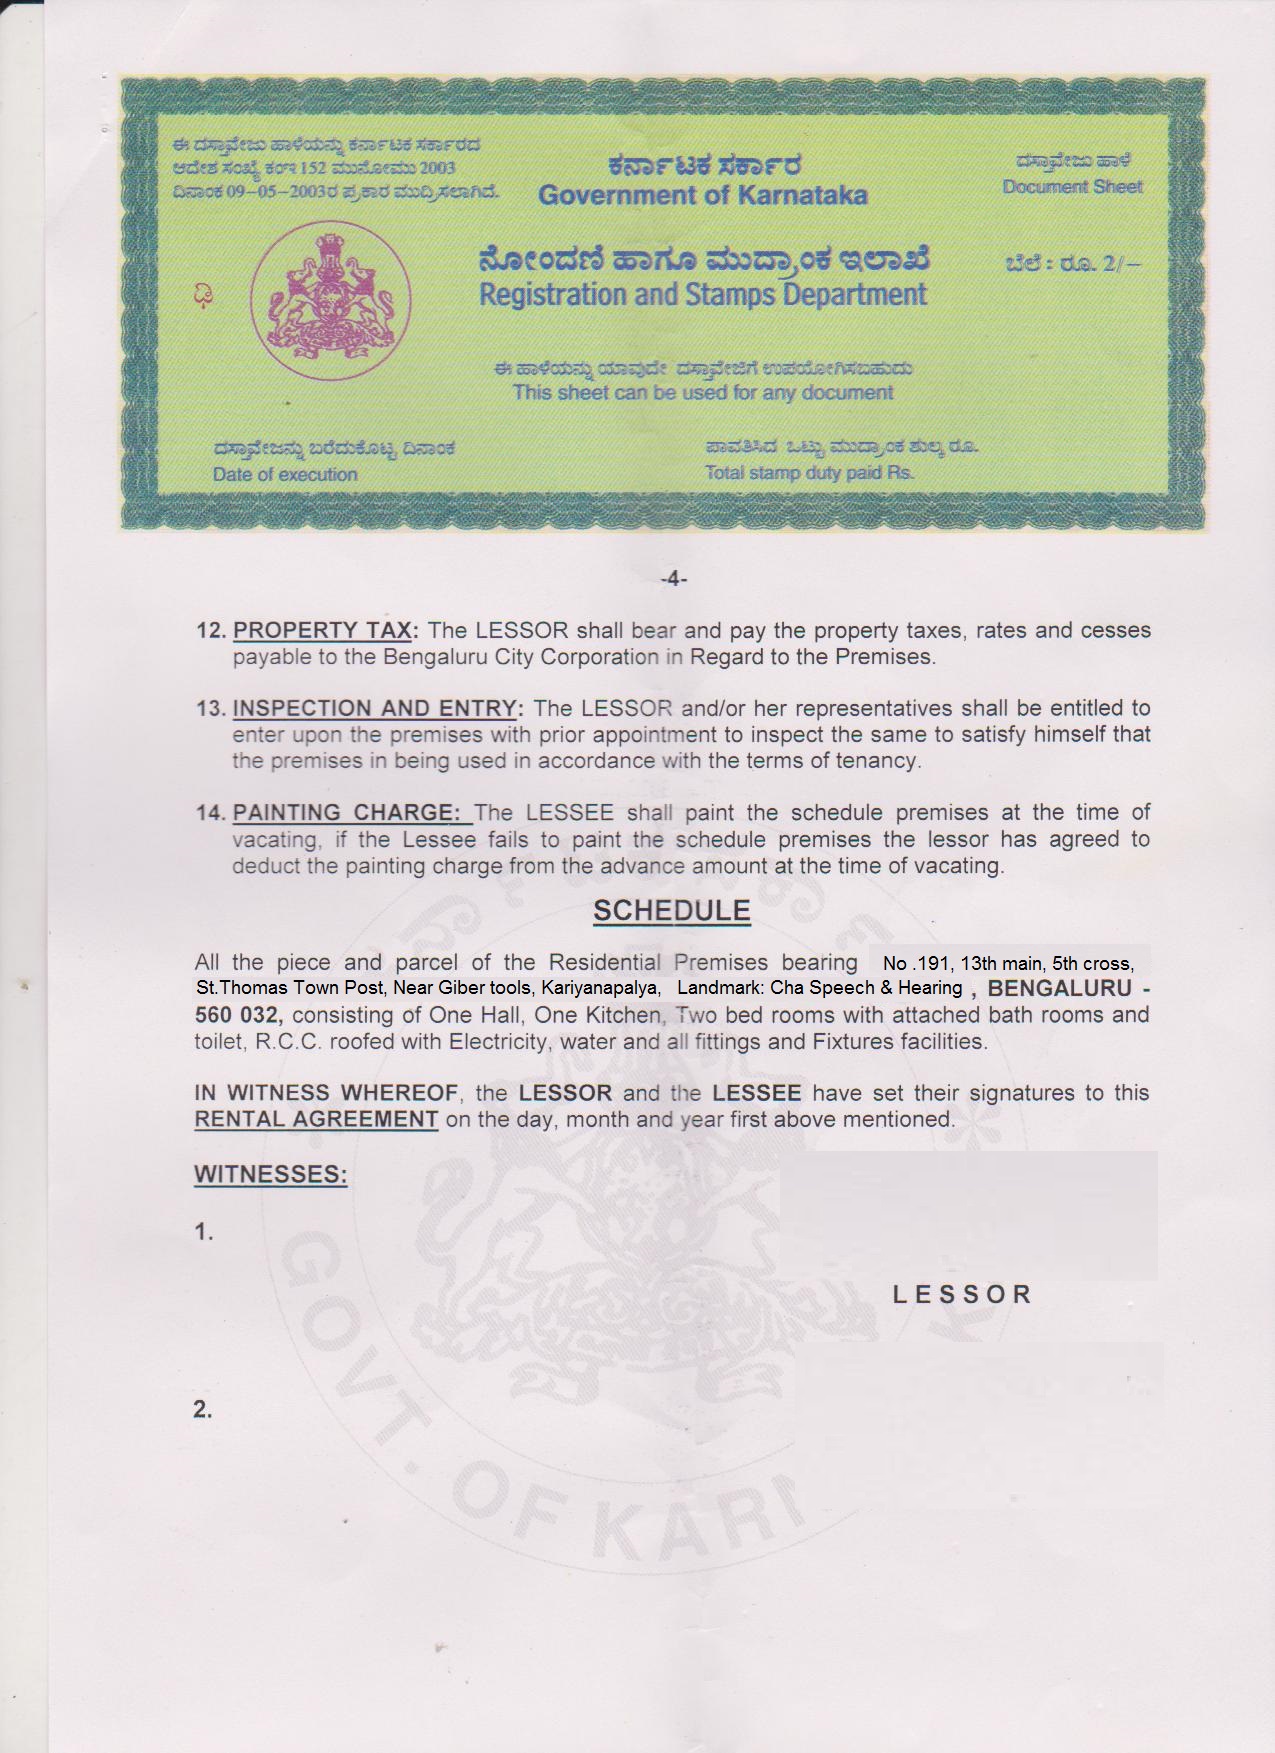 ಈ ದಸ್ತಾವೇಜು ಹಾಳೆಯನ್ನು ಕರ್ನಾಟಕ ಸರ್ಕಾರದ
ಆದೇಶ ಸಂಖ್ಯೆ ಕಂಇ 152 ಮುನೋಮು 2003
ದಿನಾಂಕ 09-05-2003ರ ಪ್ರಕಾರ ಮುದ್ರಿಸಲಾಗಿದೆ.
ಕರ್ನಾಟಕ ಸರ್ಕಾರ
Government of Karnataka
ದಸ್ತಾವೇಜು ಹಾಳೆ
Document Sheet
ನೋಂದಣಿ ಹಾಗೂ ಮುದ್ರಾಂಕ ಇಲಾಖೆ
Registration and Stamps Department
ಬೆಲೆ : ರೂ. 2/-
ಈ ಹಾಳೆಯನ್ನು ಯಾವುದೇ ದಸ್ತಾವೇಜಿಗೆ ಉಪಯೋಗಿಸಬಹುದು
This sheet can be used for any document
ದಸ್ತಾವೇಜನ್ನು ಬರೆದುಕೊಟ್ಟ ದಿನಾಂಕ
Date of execution
ಪಾವತಿಸಿದ ಒಟ್ಟು ಮುದ್ರಾಂಕ ಶುಲ್ಕ ರೂ.
Total stamp duty paid Rs.
-4-
12. PROPERTY TAX: The LESSOR shall bear and pay the property taxes, rates and cesses
payable to the Bengaluru City Corporation in Regard to the Premises.
13. INSPECTION AND ENTRY: The LESSOR and/or her representatives shall be entitled to
enter upon the premises with prior appointment to inspect the same to satisfy himself that
the premises in being used in accordance with the terms of tenancy.
14. PAINTING CHARGE: The LESSEE shall paint the schedule premises at the time of
vacating, if the Lessee fails to paint the schedule premises the lessor has agreed to
deduct the painting charge from the advance amount at the time of vacating.
SCHEDULE
All the piece and parcel of the Residential Premises bearing No .191, 13th main, 5th cross,
St.Thomas Town Post, Near Giber tools, Kariyanapalya, Landmark: Cha Speech & Hearing , BENGALURU -
560 032, consisting of One Hall, One Kitchen, Two bed rooms with attached bath rooms and
toilet, R.C.C. roofed with Electricity, water and all fittings and Fixtures facilities.
IN WITNESS WHEREOF, the LESSOR and the LESSEE have set their signatures to this
RENTAL AGREEMENT on the day, month and year first above mentioned.
WITNESSES:
1.
LESSOR
2.
GOVT. OF KAR